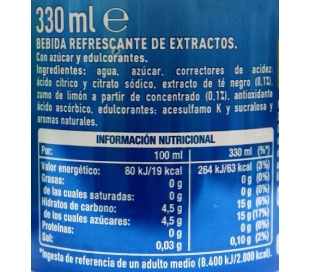 330 ml ℮
BEBIDA REFRESCANTE DE EXTRACTOS.
Con azúcar y edulcorantes.
Ingredientes: agua, azúcar, correctores de acidez:
ácido cítrico y citrato sódico, extracto de té negro (0,1%),
zumo de limón a partir de concentrado (0,1%), antioxidante
ácido ascórbico, edulcorantes: acesulfamo K y sucralosa y
aromas naturales.
INFORMACIÓN NUTRICIONAL
Por: 100 ml 330 ml (%*)
Valor energético: 80 kJ/19 kcal 264 kJ/63 kcal (3%)
Grasas: 0 g 0 g (0%)
de las cuales saturadas: 0 g 0 g (0%)
Hidratos de carbono: 4,5 g 15 g (6%)
de los cuales azúcares: 4,5 g 15 g (17%)
Proteínas: 0 g 0 g (0%)
Sal: 0,03 g 0,10 g (2%)
*Ingesta de referencia de un adulto medio (8.400 kJ/2.000 kcal).